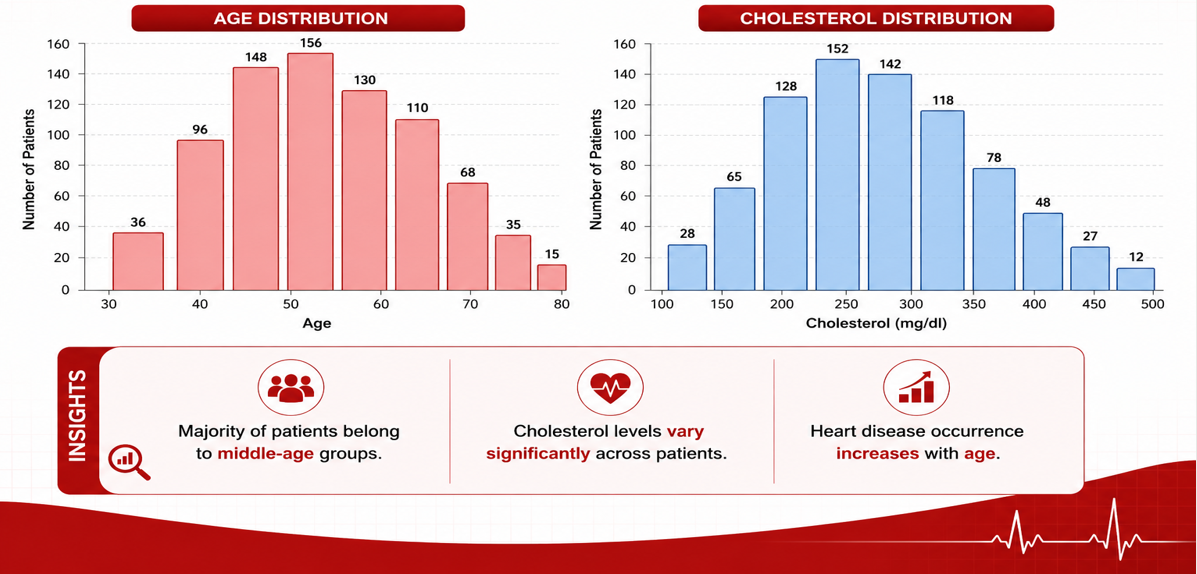 AGE DISTRIBUTION
Number of Patients
160
140
120
100
80
60
40
20
0
36
96
148
156
130
110
68
35
15
30 40 50 60 70 80
Age
CHOLESTEROL DISTRIBUTION
Number of Patients
160
140
120
100
80
60
40
20
0
28
65
128
152
142
118
78
48
27
12
100 150 200 250 300 350 400 450 500
Cholesterol (mg/dl)
INSIGHTS
Majority of patients belong
to middle-age groups.
Cholesterol levels vary
significantly across patients.
Heart disease occurrence
increases with age.